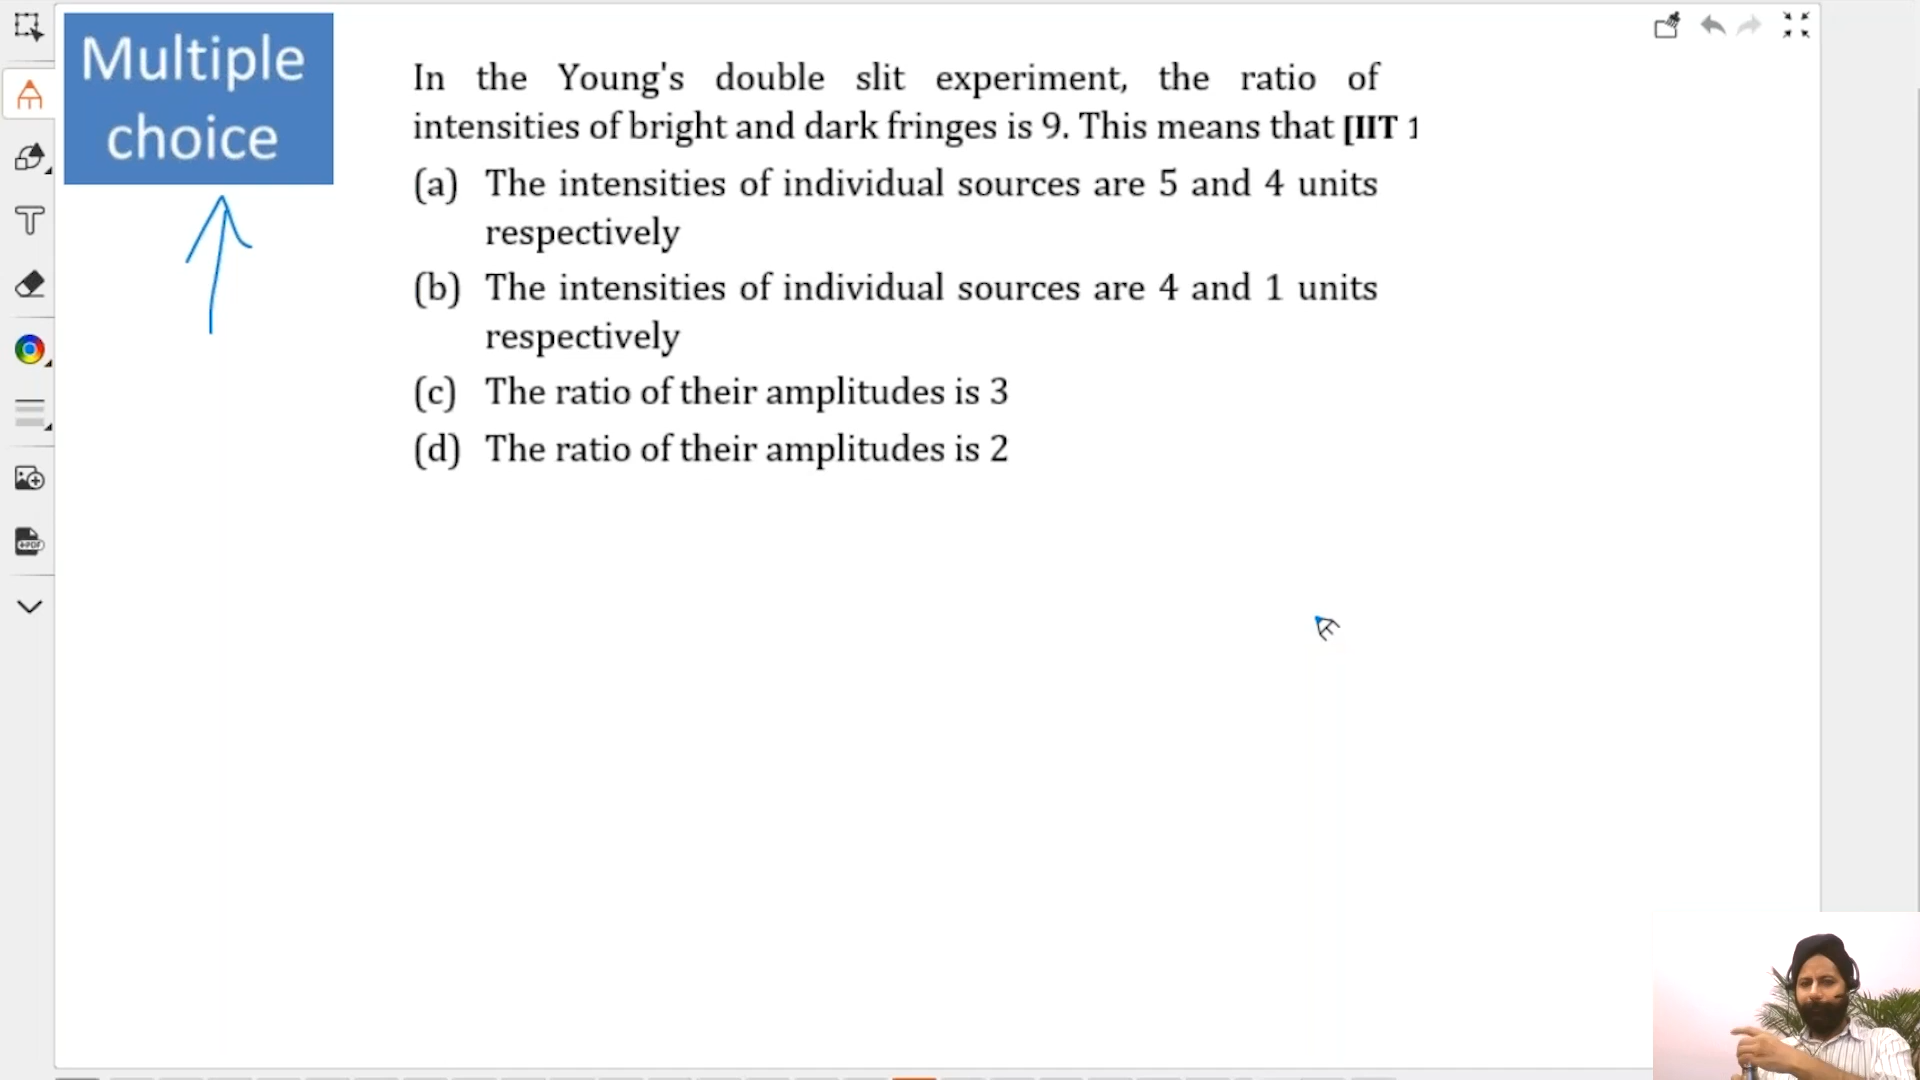 Multiple
choice
In the Young's double slit experiment, the ratio of
intensities of bright and dark fringes is 9. This means that [IIT 1
(a) The intensities of individual sources are 5 and 4 units
respectively
(b) The intensities of individual sources are 4 and 1 units
respectively
(c) The ratio of their amplitudes is 3
(d) The ratio of their amplitudes is 2